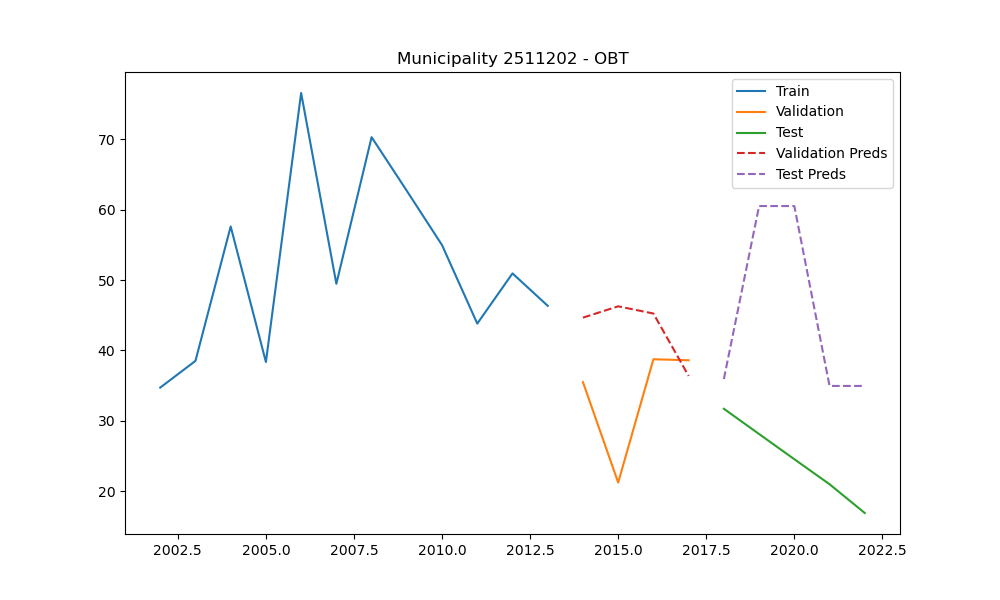 Municipality 2511202 - OBT
Train
Validation
Test
Validation Preds
Test Preds
70
60
50
40
30
20
2002.5 2005.0 2007.5 2010.0 2012.5 2015.0 2017.5 2020.0 2022.5